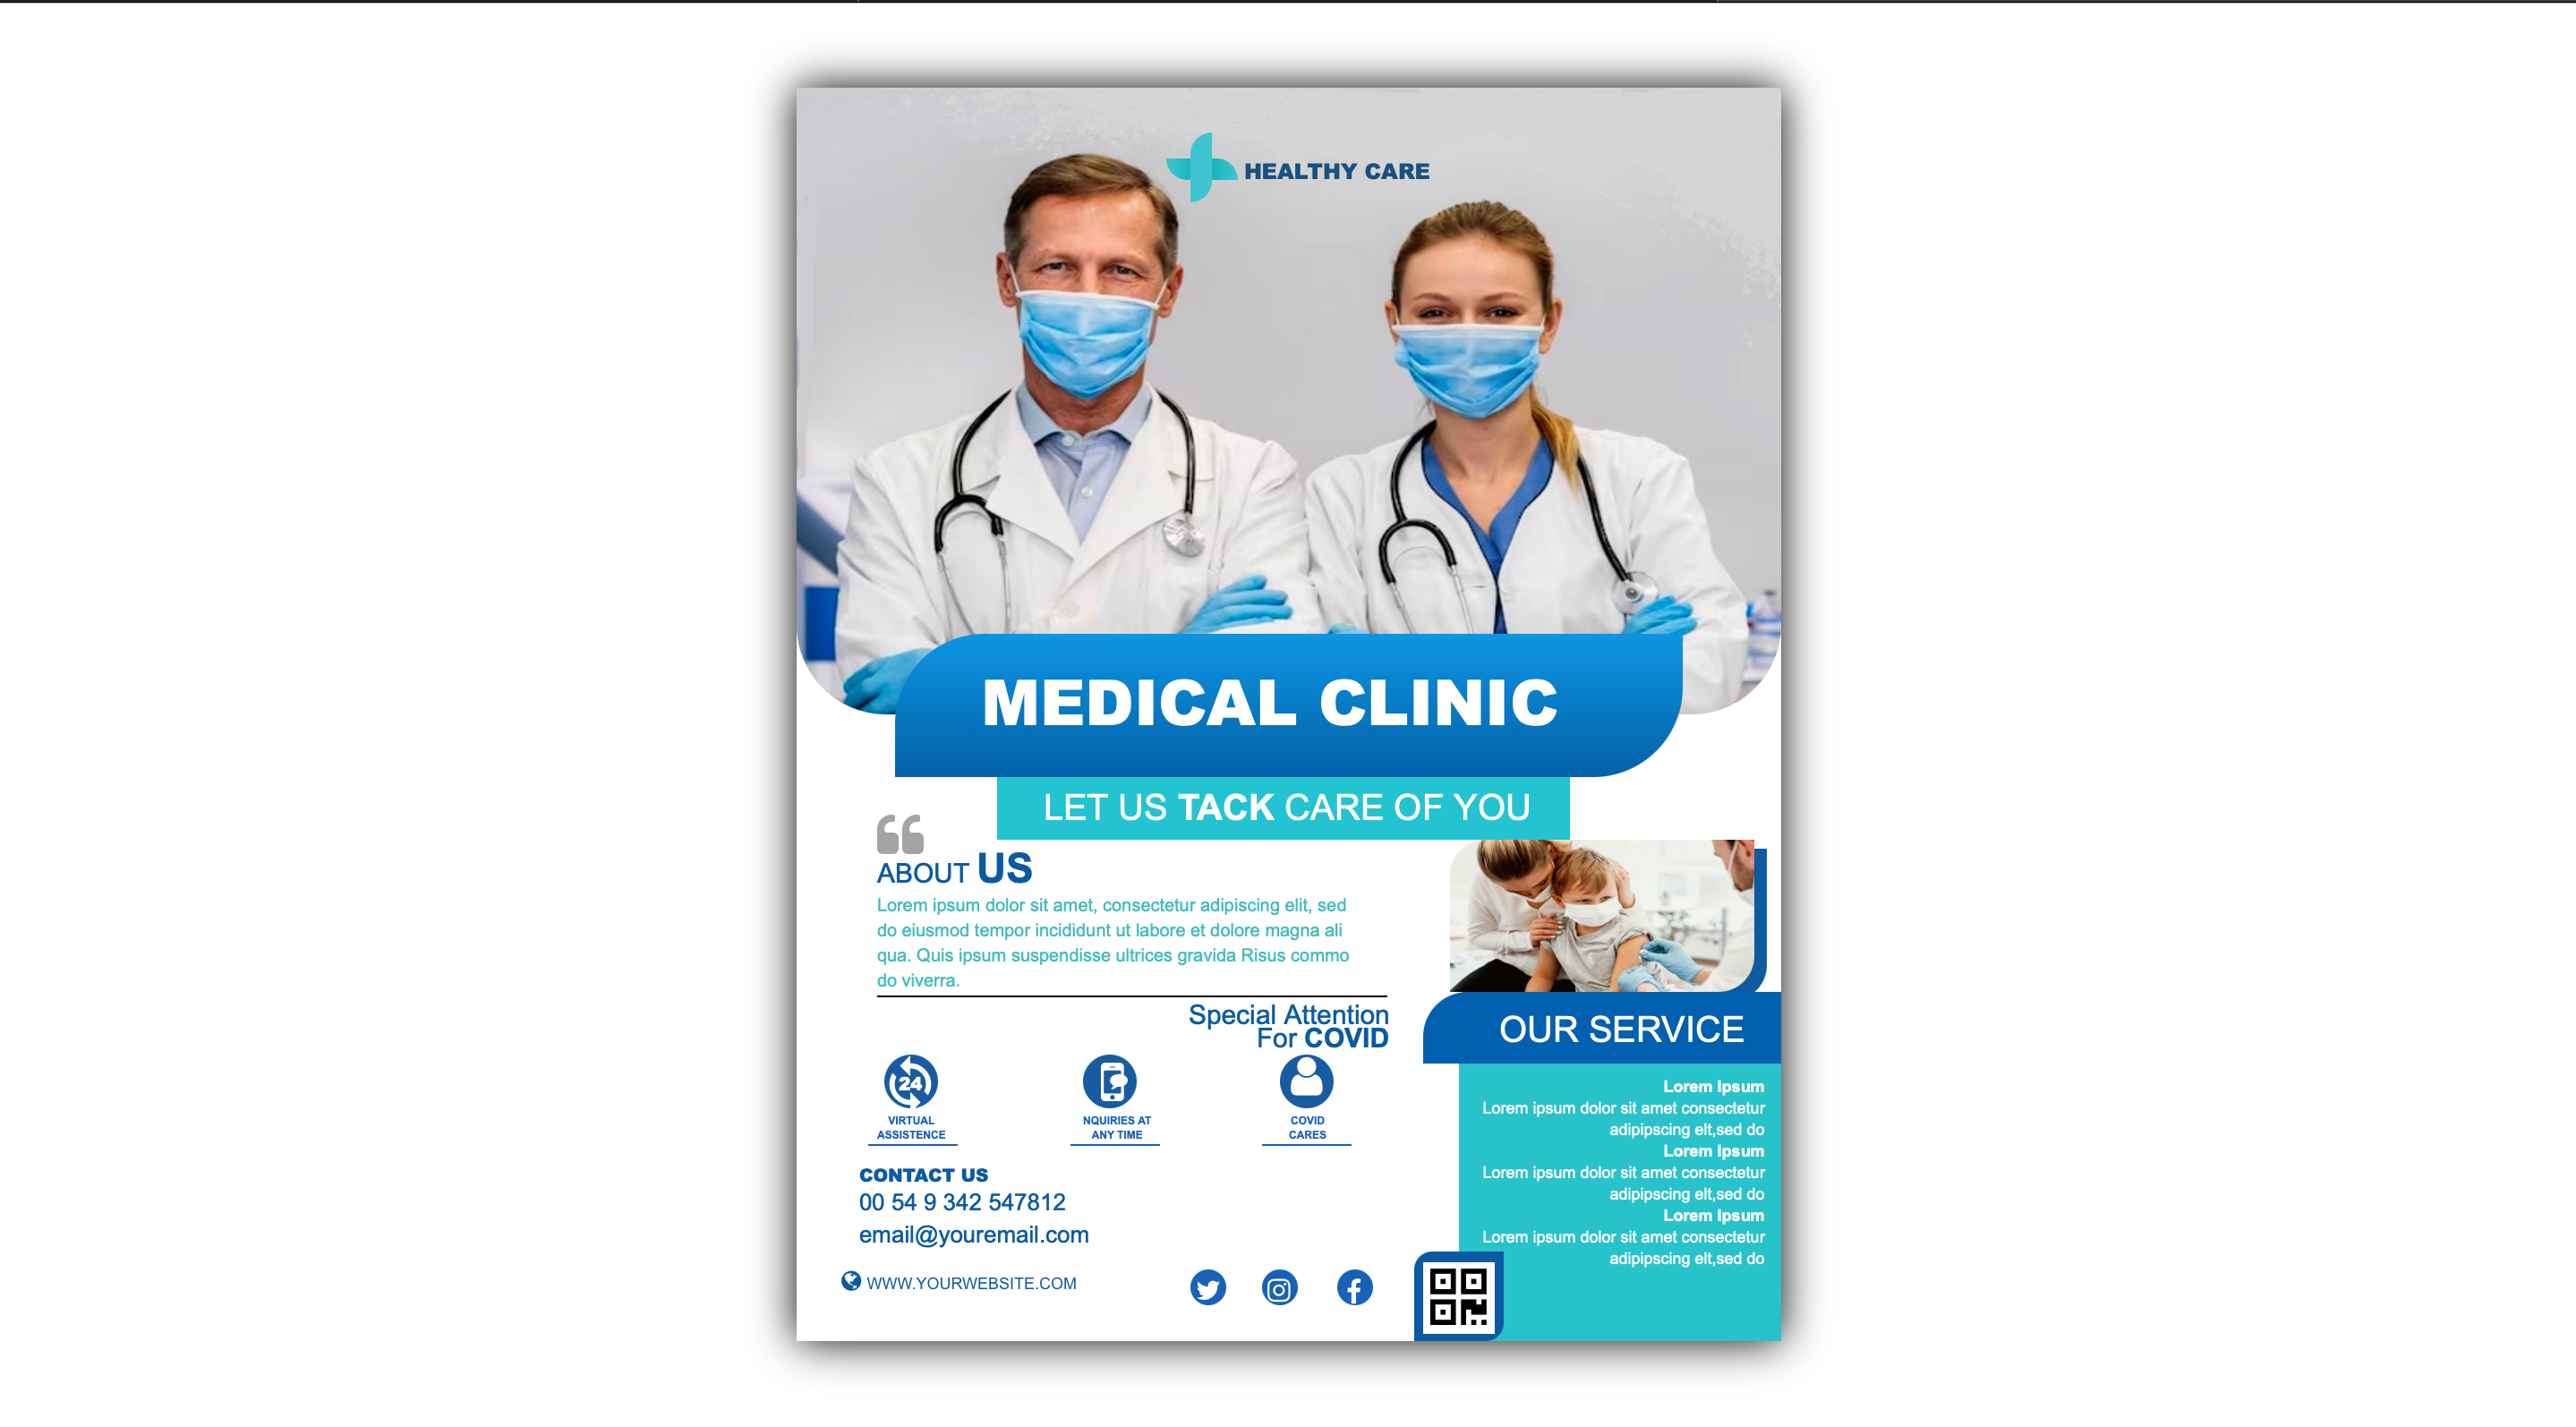 HEALTHY CARE
MEDICAL CLINIC
LET US TACK CARE OF YOU
ABOUT US
Lorem ipsum dolor sit amet, consectetur adipiscing elit, sed
do eiusmod tempor incididunt ut labore et dolore magna ali
qua. Quis ipsum suspendisse ultrices gravida Risus commo
do viverra.
Special Attention
For COVID
24
VIRTUAL
ASSISTENCE
NQUIRIES AT
ANY TIME
COVID
CARES
CONTACT US
00 54 9 342 547812
email@youremail.com
WWW.YOURWEBSITE.COM
OUR SERVICE
Lorem Ipsum
Lorem ipsum dolor sit amet consectetur
adipipscing elt,sed do
Lorem Ipsum
Lorem ipsum dolor sit amet consectetur
adipipscing elt,sed do
Lorem Ipsum
Lorem ipsum dolor sit amet consectetur
adipipscing elt,sed do